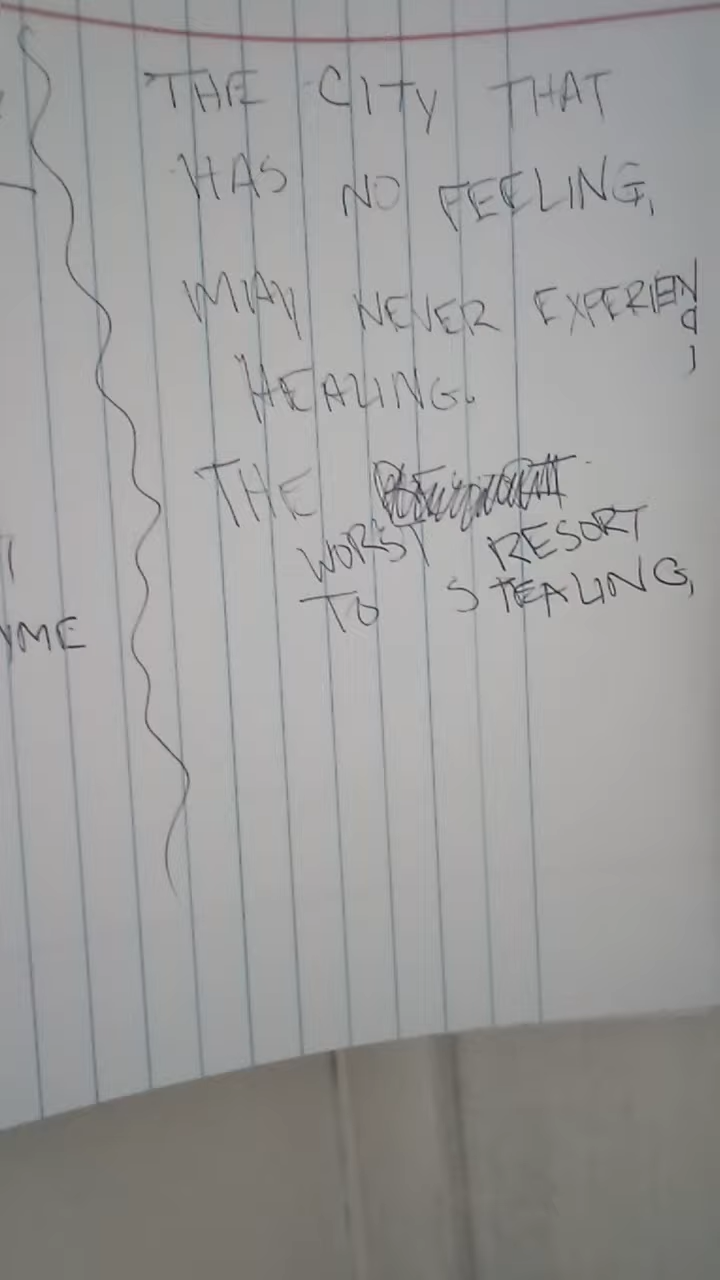 THE CITY THAT
HAS NO FEELING,
MAY NEVER EXPERIENCE
HEALING.
THE
WORST RESORT
TO STEALING,
YME